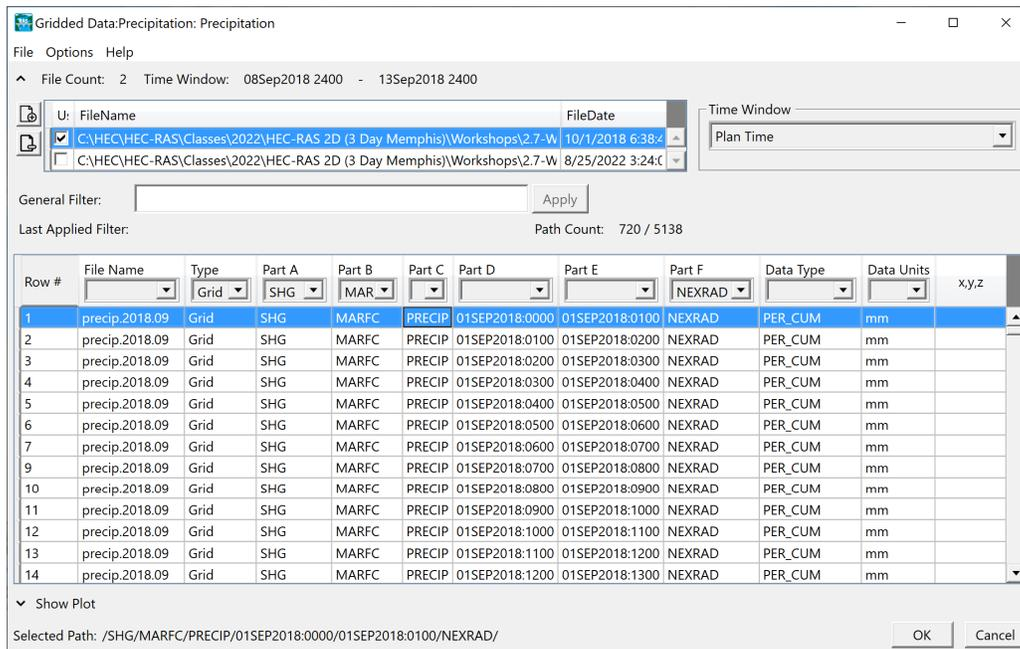 Gridded Data:Precipitation: Precipitation
File Options Help
File Count: 2 Time Window: 08Sep2018 2400 - 13Sep2018 2400
U: FileName FileDate
C:\HEC\HEC-RAS\Classes\2022\HEC-RAS 2D (3 Day Memphis)\Workshops\2.7-W 10/1/2018 6:38:4
C:\HEC\HEC-RAS\Classes\2022\HEC-RAS 2D (3 Day Memphis)\Workshops\2.7-W 8/25/2022 3:24:0
Time Window
Plan Time
General Filter: Apply
Last Applied Filter: Path Count: 720 / 5138
Row # File Name Type Part A Part B Part C Part D Part E Part F Data Type Data Units x,y,z
Grid SHG MAR NEXRAD
1 precip.2018.09 Grid SHG MARFC PRECIP 01SEP2018:0000 01SEP2018:0100 NEXRAD PER_CUM mm
2 precip.2018.09 Grid SHG MARFC PRECIP 01SEP2018:0100 01SEP2018:0200 NEXRAD PER_CUM mm
3 precip.2018.09 Grid SHG MARFC PRECIP 01SEP2018:0200 01SEP2018:0300 NEXRAD PER_CUM mm
4 precip.2018.09 Grid SHG MARFC PRECIP 01SEP2018:0300 01SEP2018:0400 NEXRAD PER_CUM mm
5 precip.2018.09 Grid SHG MARFC PRECIP 01SEP2018:0400 01SEP2018:0500 NEXRAD PER_CUM mm
6 precip.2018.09 Grid SHG MARFC PRECIP 01SEP2018:0500 01SEP2018:0600 NEXRAD PER_CUM mm
7 precip.2018.09 Grid SHG MARFC PRECIP 01SEP2018:0600 01SEP2018:0700 NEXRAD PER_CUM mm
9 precip.2018.09 Grid SHG MARFC PRECIP 01SEP2018:0700 01SEP2018:0800 NEXRAD PER_CUM mm
10 precip.2018.09 Grid SHG MARFC PRECIP 01SEP2018:0800 01SEP2018:0900 NEXRAD PER_CUM mm
11 precip.2018.09 Grid SHG MARFC PRECIP 01SEP2018:0900 01SEP2018:1000 NEXRAD PER_CUM mm
12 precip.2018.09 Grid SHG MARFC PRECIP 01SEP2018:1000 01SEP2018:1100 NEXRAD PER_CUM mm
13 precip.2018.09 Grid SHG MARFC PRECIP 01SEP2018:1100 01SEP2018:1200 NEXRAD PER_CUM mm
14 precip.2018.09 Grid SHG MARFC PRECIP 01SEP2018:1200 01SEP2018:1300 NEXRAD PER_CUM mm
Show Plot
Selected Path: /SHG/MARFC/PRECIP/01SEP2018:0000/01SEP2018:0100/NEXRAD/ OK Cancel